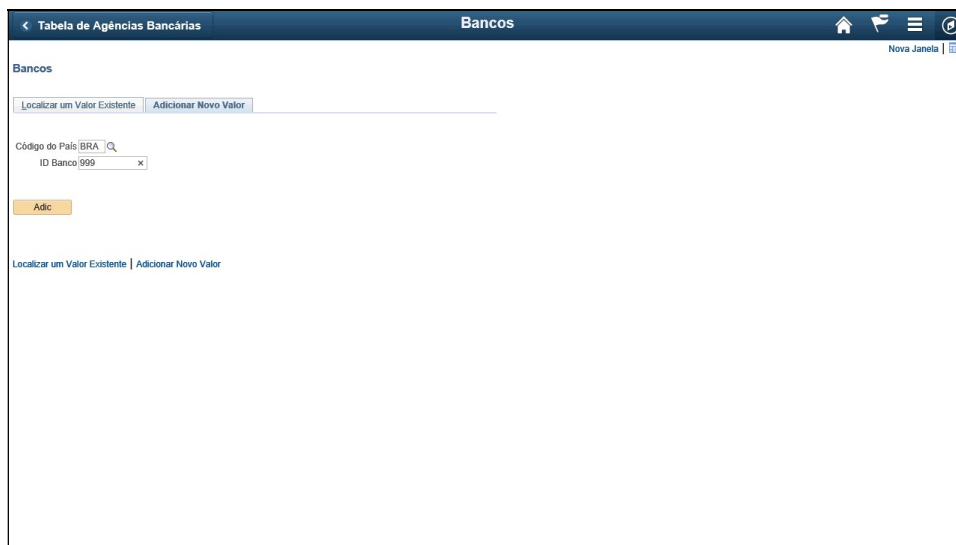 Tabela de Agências Bancárias
Bancos
Nova Janela
Bancos
Localizar um Valor Existente
Adicionar Novo Valor
Código do País BRA
ID Banco 999 ×
Adic
Localizar um Valor Existente | Adicionar Novo Valor